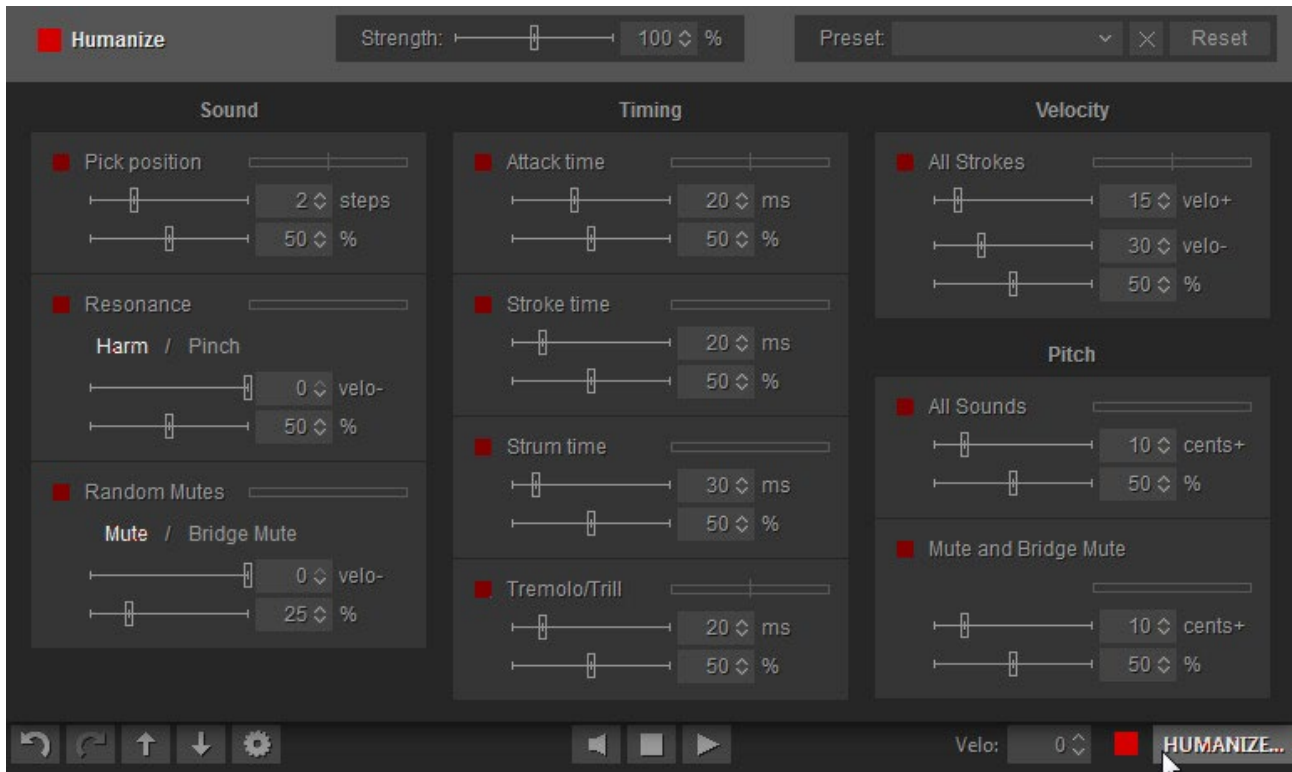 Humanize
Strength: 100 %
Preset: Reset
Sound
Pick position
2 steps
50 %
Resonance
Harm / Pinch
0 velo-
50 %
Random Mutes
Mute / Bridge Mute
0 velo-
25 %
Timing
Attack time
20 ms
50 %
Stroke time
20 ms
50 %
Strum time
30 ms
50 %
Tremolo/Trill
20 ms
50 %
Velocity
All Strokes
15 velo+
30 velo-
50 %
Pitch
All Sounds
10 cents+
50 %
Mute and Bridge Mute
10 cents+
50 %
Velo: 0 HUMANIZE...